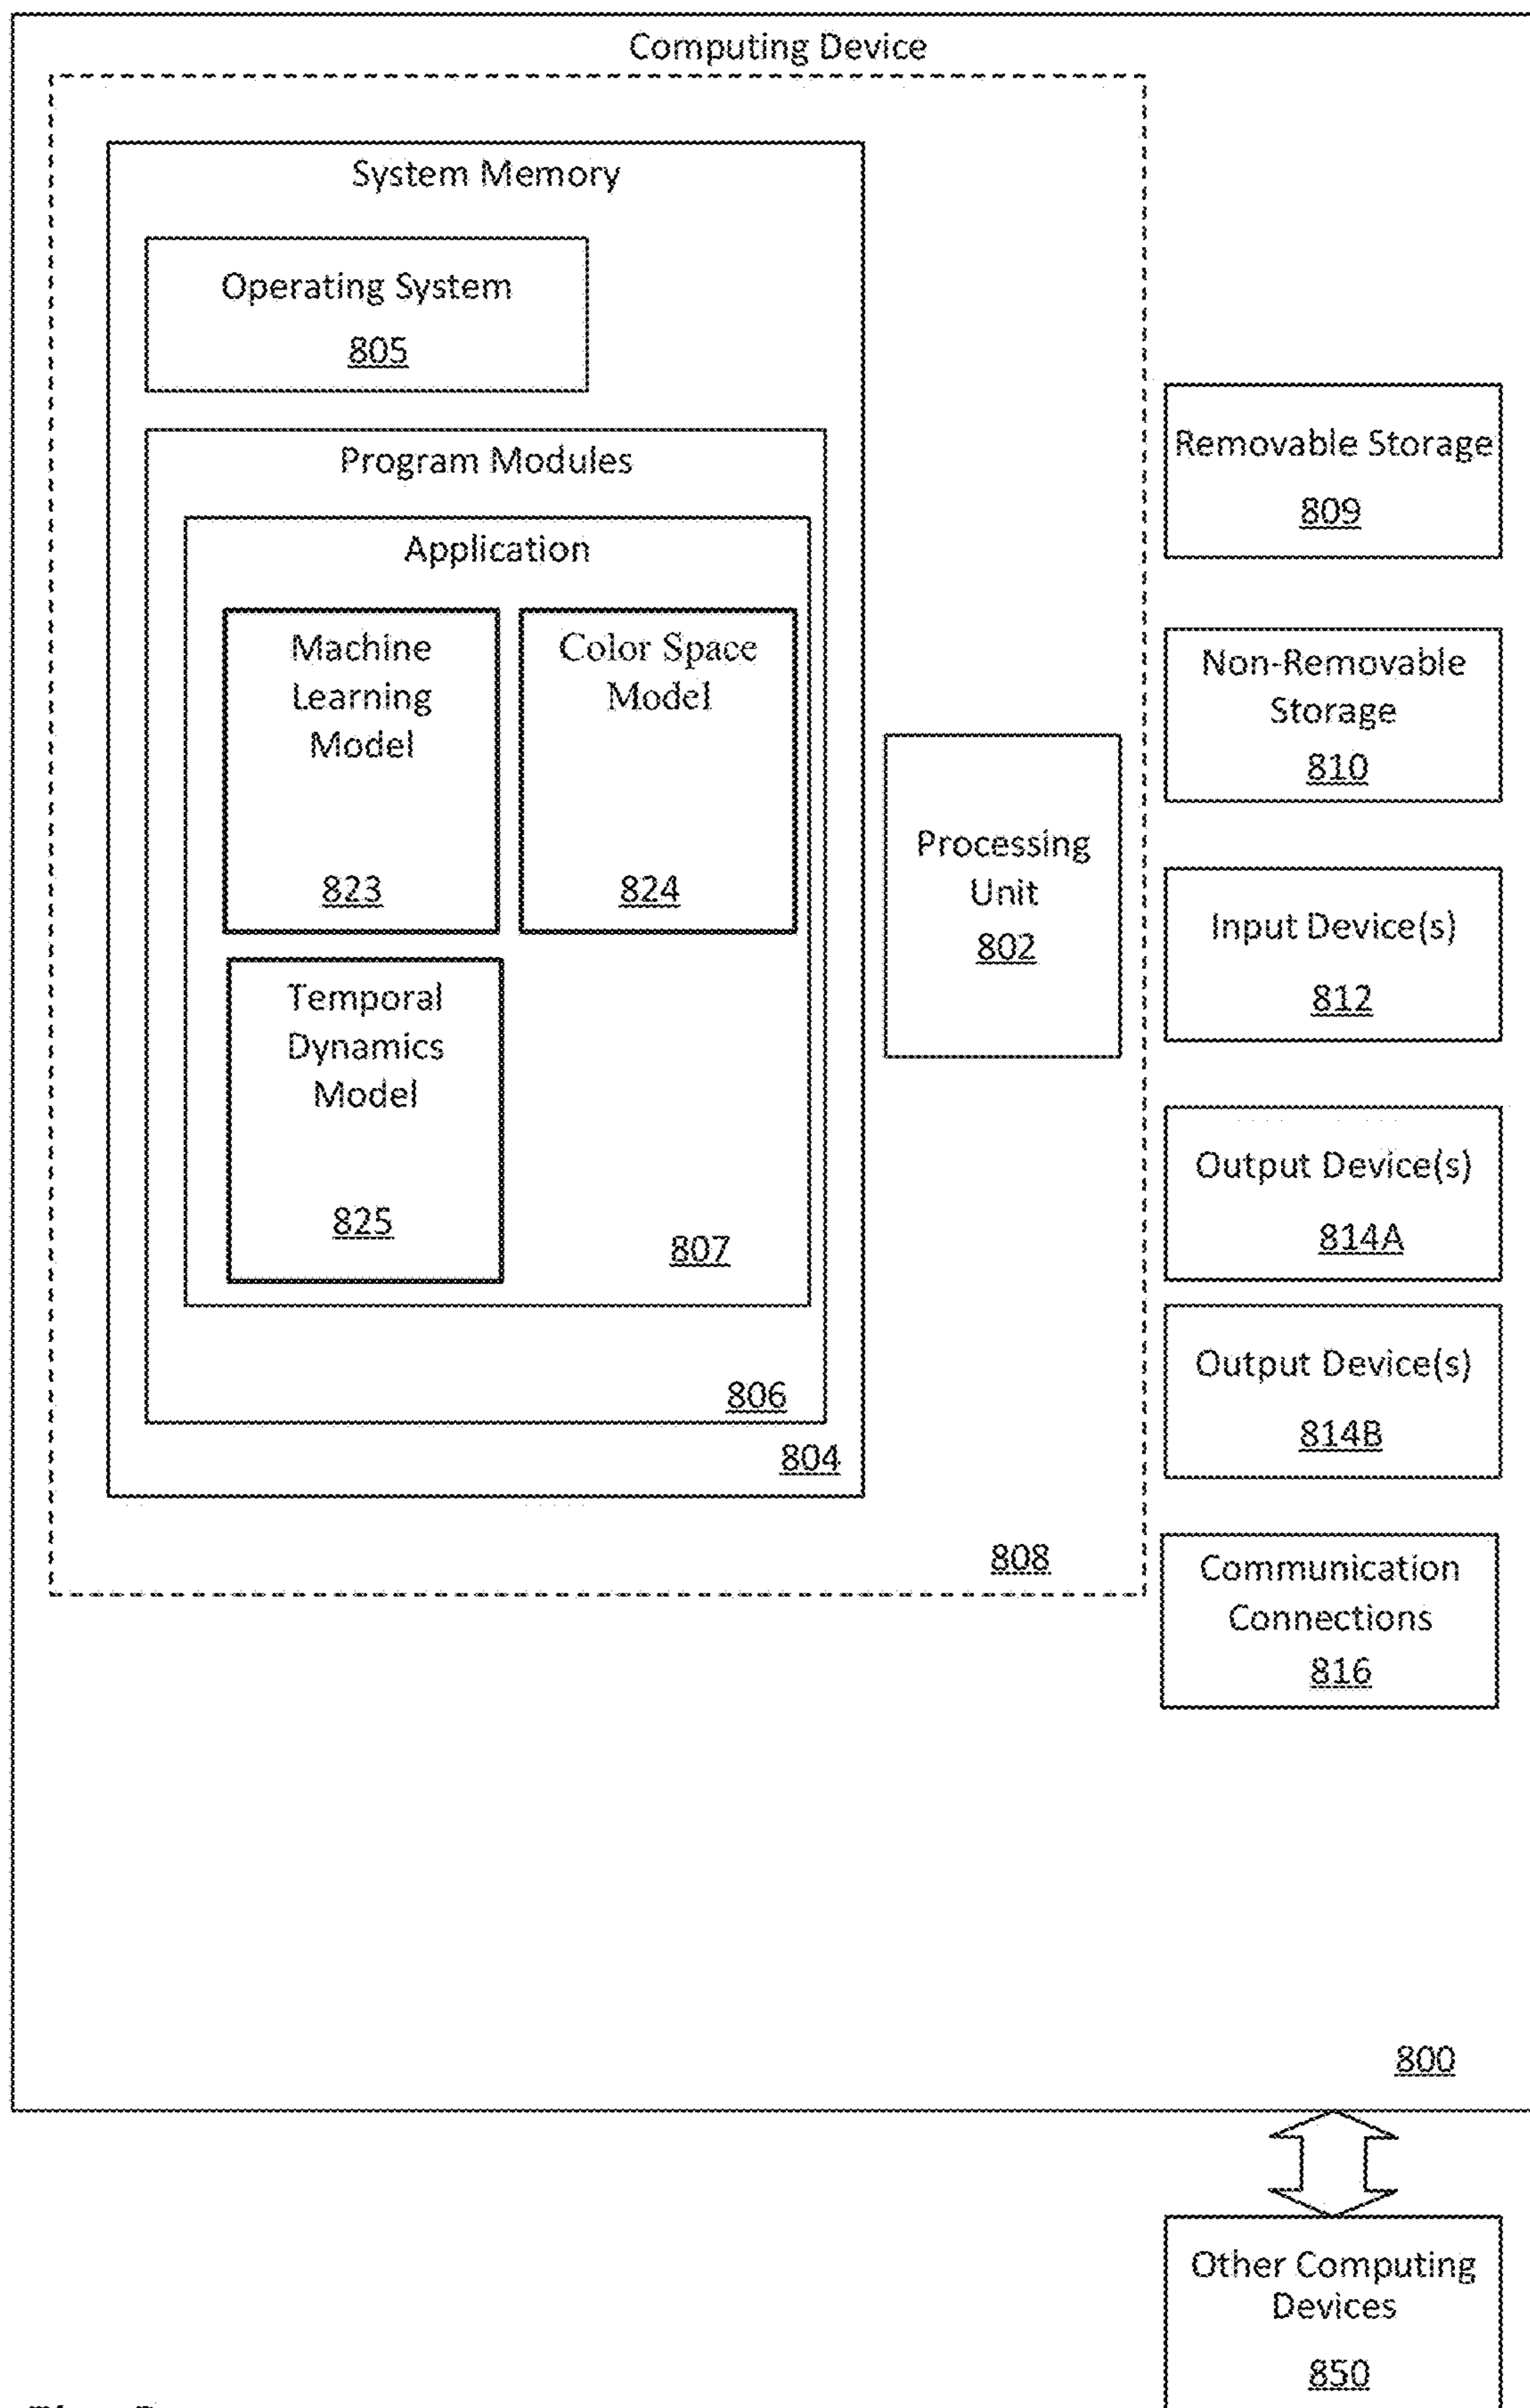 Computing Device
System Memory
Operating System
805
Program Modules
Application
Machine
Learning
Model
823
Color Space
Model
824
Temporal
Dynamics
Model
825
807
806
804
Processing
Unit
802
808
Removable Storage
809
Non-Removable
Storage
810
Input Device(s)
812
Output Device(s)
814A
Output Device(s)
814B
Communication
Connections
816
800
Other Computing
Devices
850